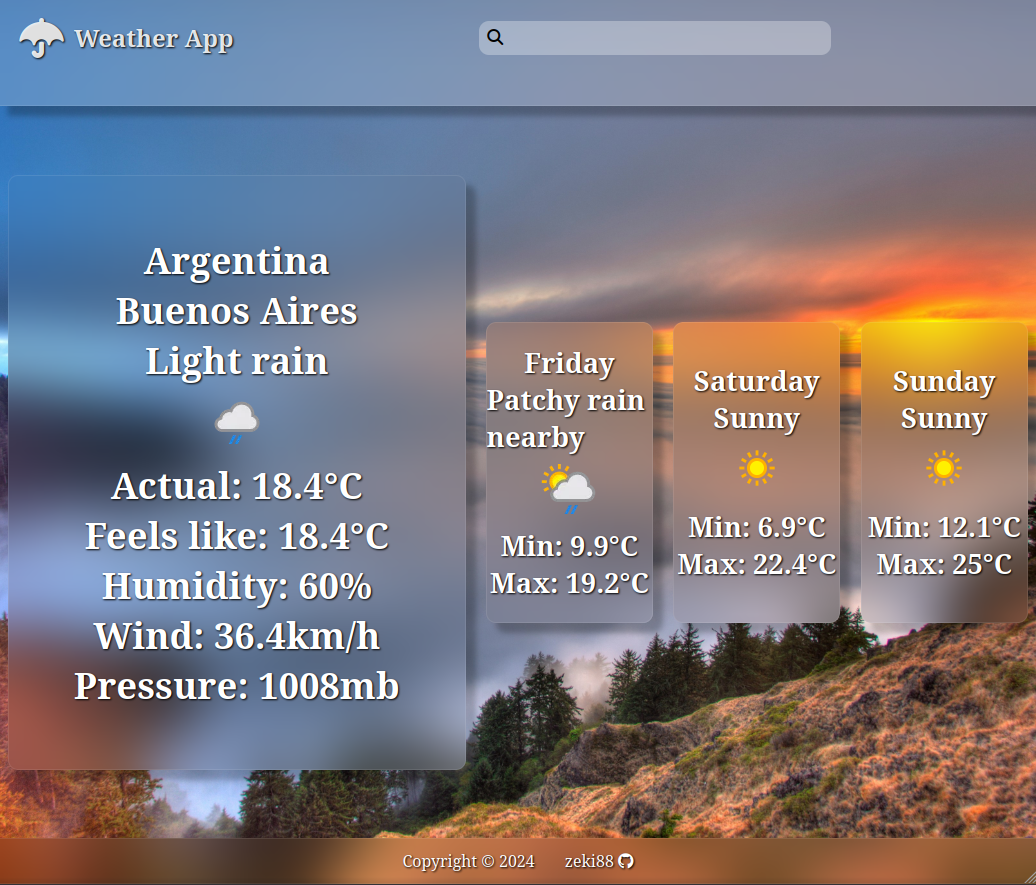 Weather App
Argentina
Buenos Aires
Light rain
Actual: 18.4°C
Feels like: 18.4°C
Humidity: 60%
Wind: 36.4km/h
Pressure: 1008mb
Friday
Patchy rain
nearby
Min: 9.9°C
Max: 19.2°C
Saturday
Sunny
Min: 6.9°C
Max: 22.4°C
Sunday
Sunny
Min: 12.1°C
Max: 25°C
Copyright © 2024 zeki88